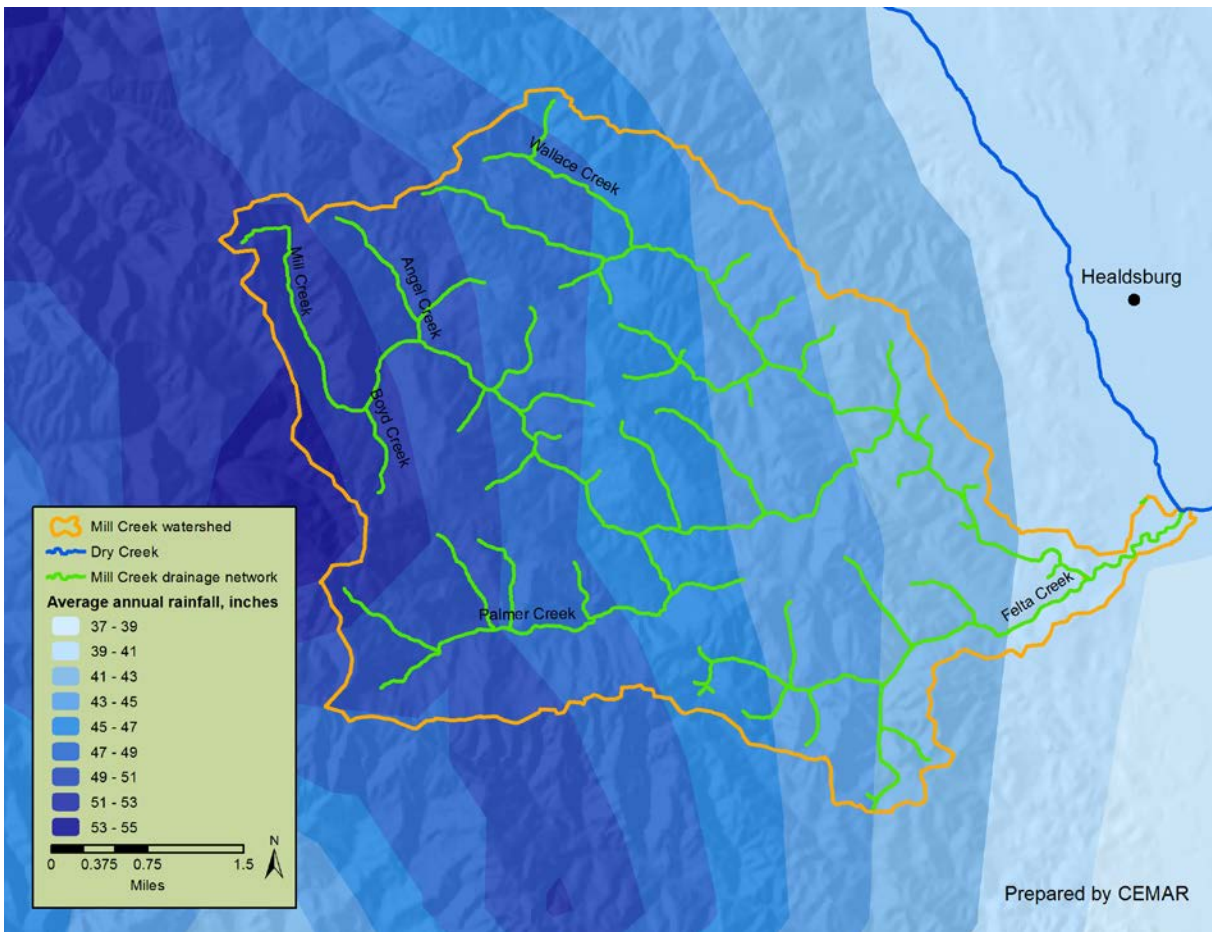 Wallace Creek
Mill Creek
Angel Creek
Healdsburg
Boyd Creek
Palmer Creek
Felta Creek
Mill Creek watershed
Dry Creek
Mill Creek drainage network
Average annual rainfall, inches
37 - 39
39 - 41
41 - 43
43 - 45
45 - 47
47 - 49
49 - 51
51 - 53
53 - 55
N
0 0.375 0.75 1.5
Miles
Prepared by CEMAR